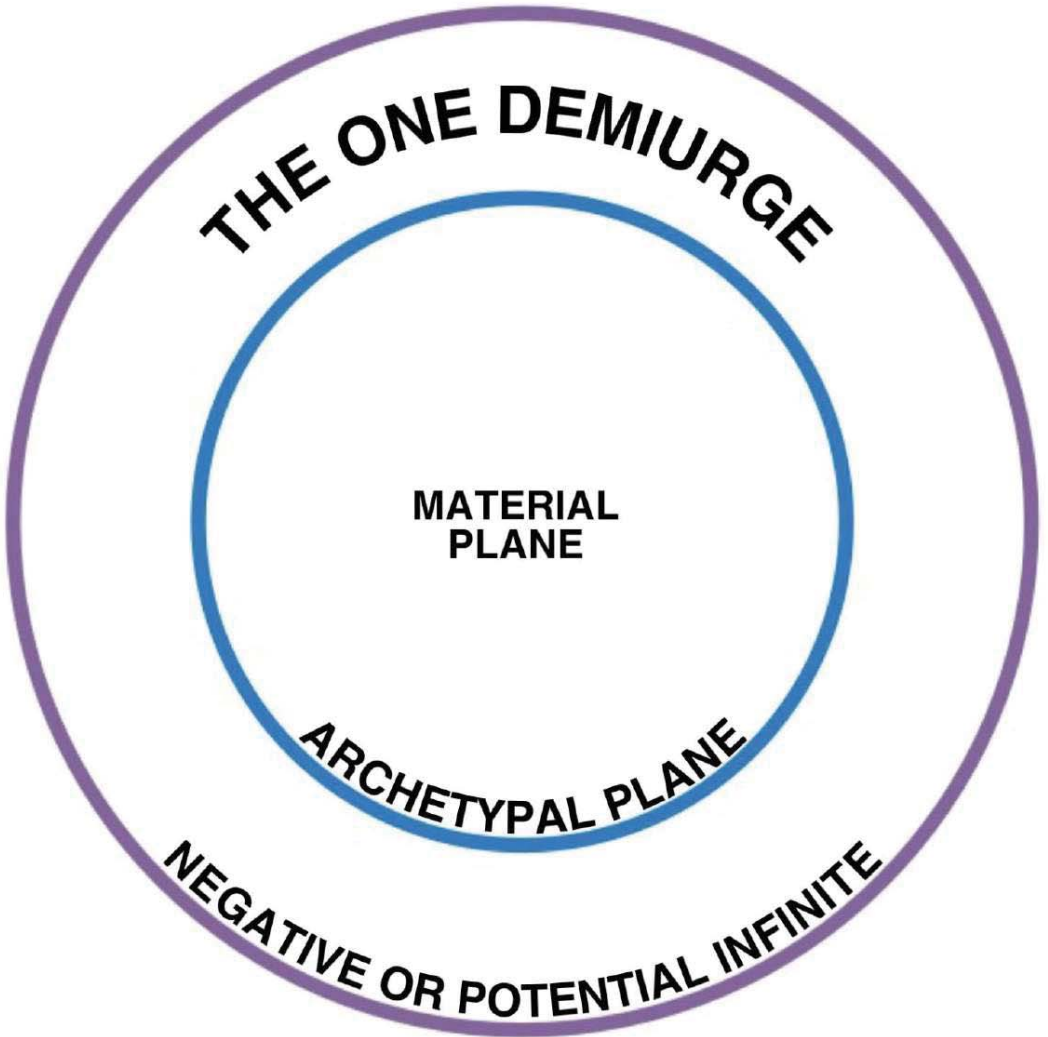 THE ONE DEMIURGE
MATERIAL
PLANE
ARCHETYPAL PLANE
NEGATIVE OR POTENTIAL INFINITE